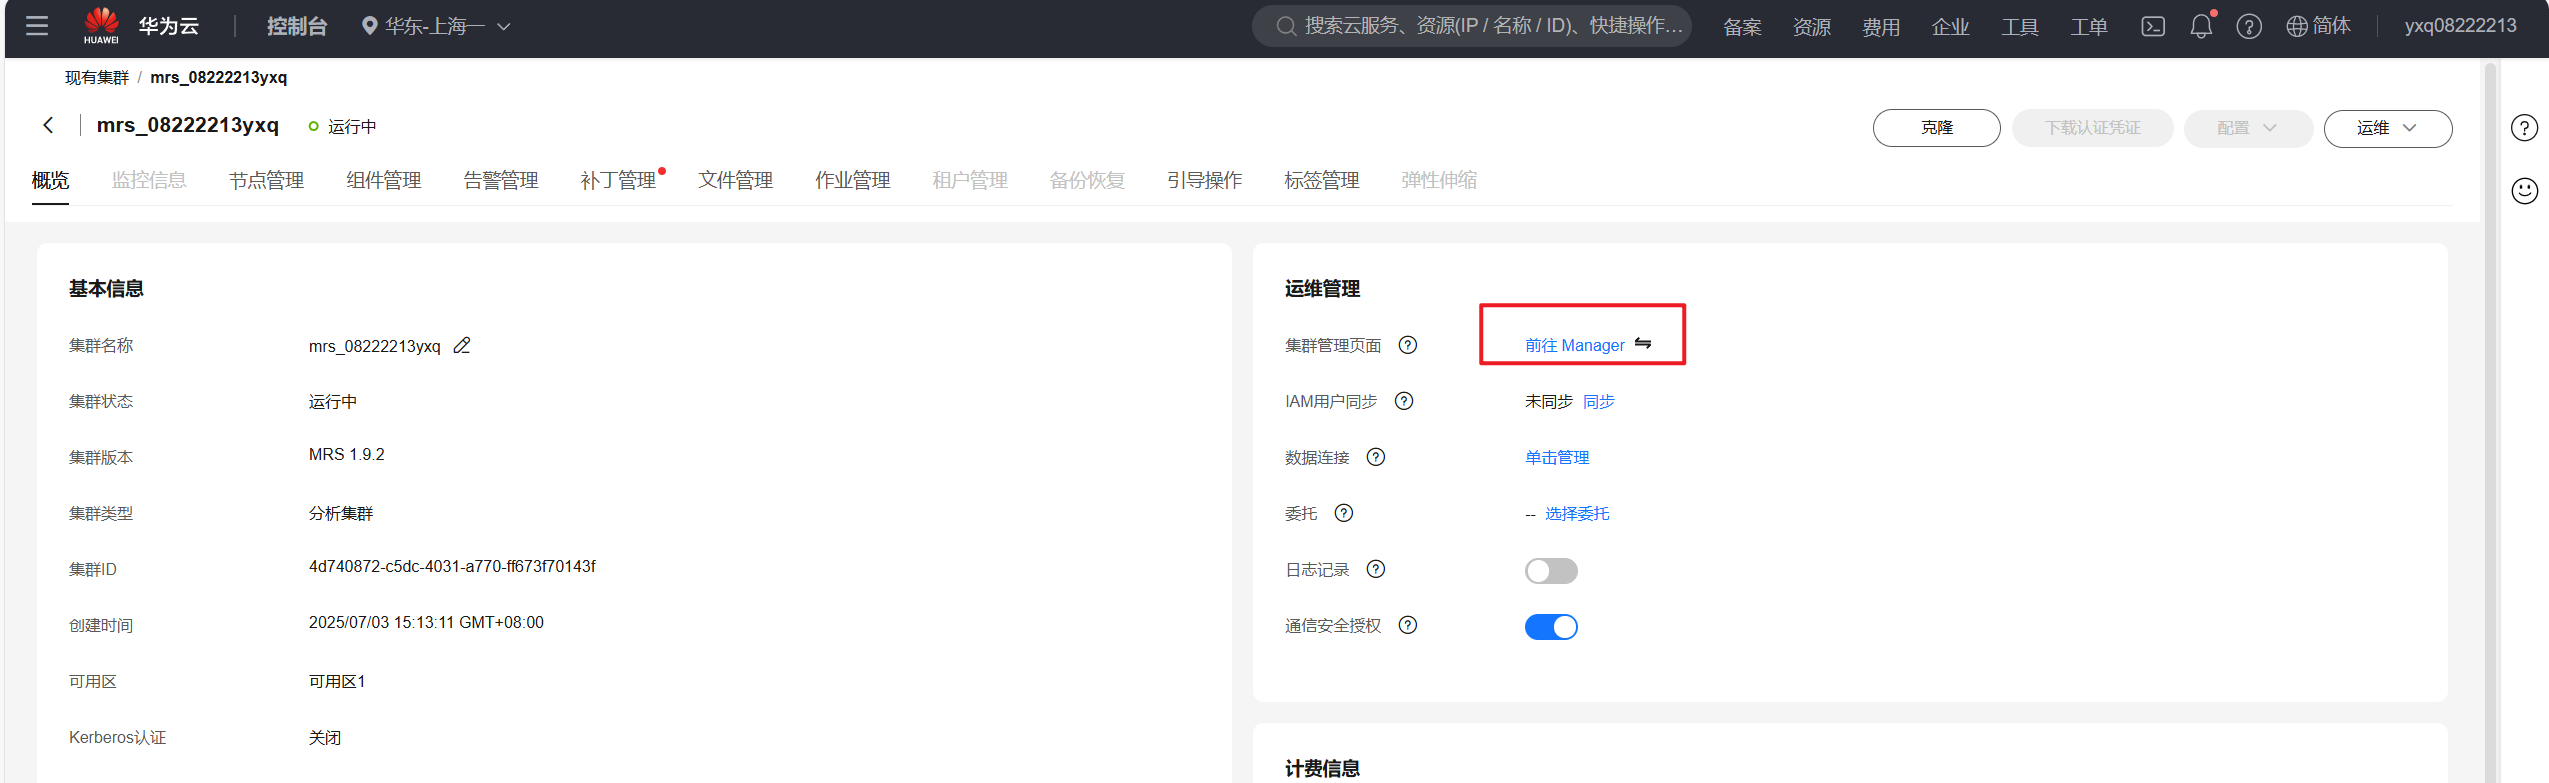 HUAWEI
华为云
控制台
华东-上海一
搜索云服务、资源(IP / 名称 / ID)、快捷操作...
备案
资源
费用
企业
工具
工单
简体
yxq08222213
现有集群 / mrs_08222213yxq
mrs_08222213yxq
运行中
克隆
下载认证凭证
配置
运维
概览
监控信息
节点管理
组件管理
告警管理
补丁管理
文件管理
作业管理
租户管理
备份恢复
引导操作
标签管理
弹性伸缩
基本信息
集群名称 mrs_08222213yxq
集群状态 运行中
集群版本 MRS 1.9.2
集群类型 分析集群
集群ID 4d740872-c5dc-4031-a770-ff673f70143f
创建时间 2025/07/03 15:13:11 GMT+08:00
可用区 可用区1
Kerberos认证 关闭
运维管理
集群管理页面 前往 Manager
IAM用户同步 未同步 同步
数据连接 单击管理
委托 -- 选择委托
日志记录
通信安全授权
计费信息